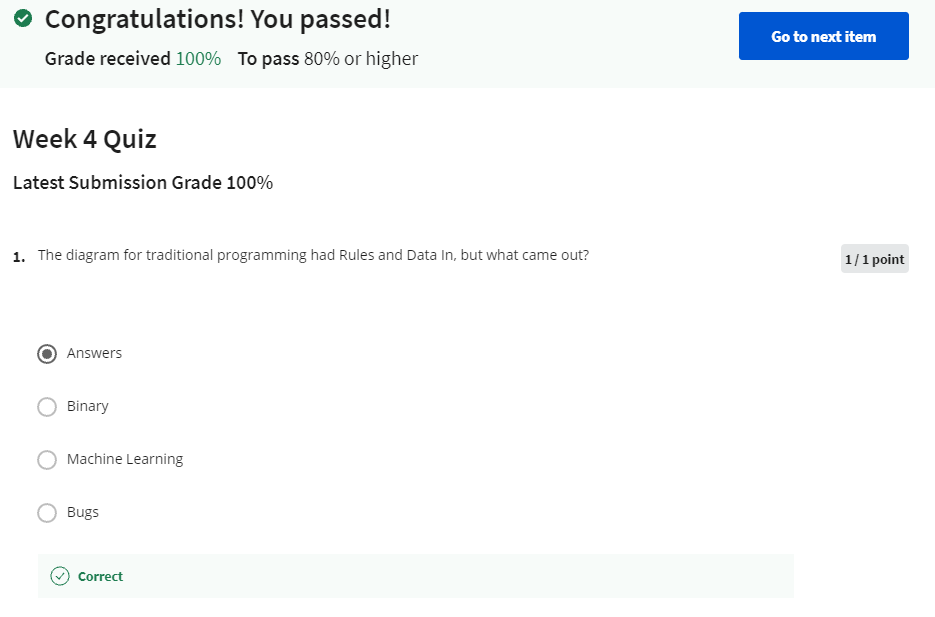 Congratulations! You passed!
Go to next item
Grade received 100% To pass 80% or higher
Week 4 Quiz
Latest Submission Grade 100%
1. The diagram for traditional programming had Rules and Data In, but what came out?
1 / 1 point
Answers
Binary
Machine Learning
Bugs
Correct